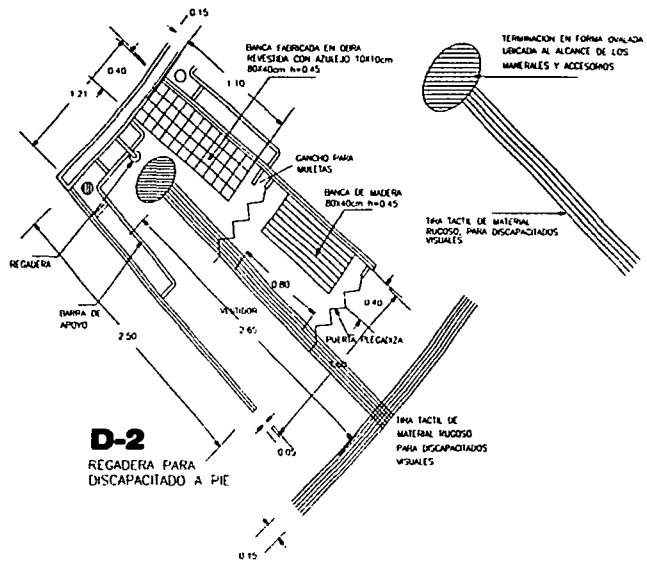 0.15
0.40
1.21
BANCA FABRICADA EN OBRA
REVESTIDA CON AZULEJO 10X10cm
80X40cm h=0.45
1.10
TERMINACION EN FORMA OVALADA
UBICADA AL ALCANCE DE LOS
MANERALES Y ACCESORIOS
GANCHO PARA
MULETAS
BANCA DE MADERA
80X40cm h=0.45
TIRA TACTIL DE MATERIAL
RUGOSO, PARA DISCAPACITADOS
VISUALES
REGADERA
BARRA DE
APOYO
2.50
VESTIDOR
2.65
0.80
0.40
PUERTA PLEGADIZA
1.60
D-2
REGADERA PARA
DISCAPACITADO A PIE
0.05
TIRA TACTIL DE
MATERIAL RUGOSO
PARA DISCAPACITADOS
VISUALES
0.15